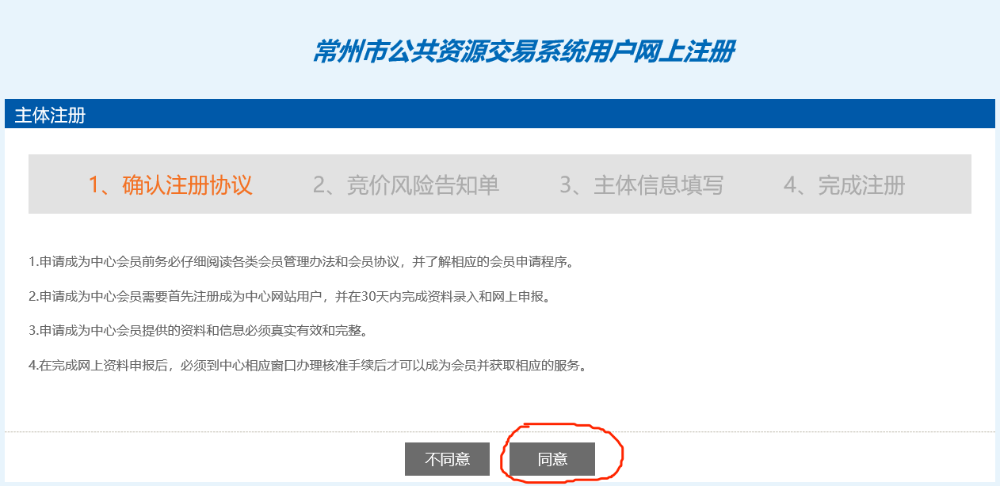 常州市公共资源交易系统用户网上注册
主体注册
1、确认注册协议 2、竞价风险告知单 3、主体信息填写 4、完成注册
1.申请成为中心会员前务必仔细阅读各类会员管理办法和会员协议，并了解相应的会员申请程序。
2.申请成为中心会员需要首先注册成为中心网站用户，并在30天内完成资料录入和网上申报。
3.申请成为中心会员提供的资料和信息必须真实有效和完整。
4.在完成网上资料申报后，必须到中心相应窗口办理核准手续后才可以成为会员并获取相应的服务。
不同意 同意